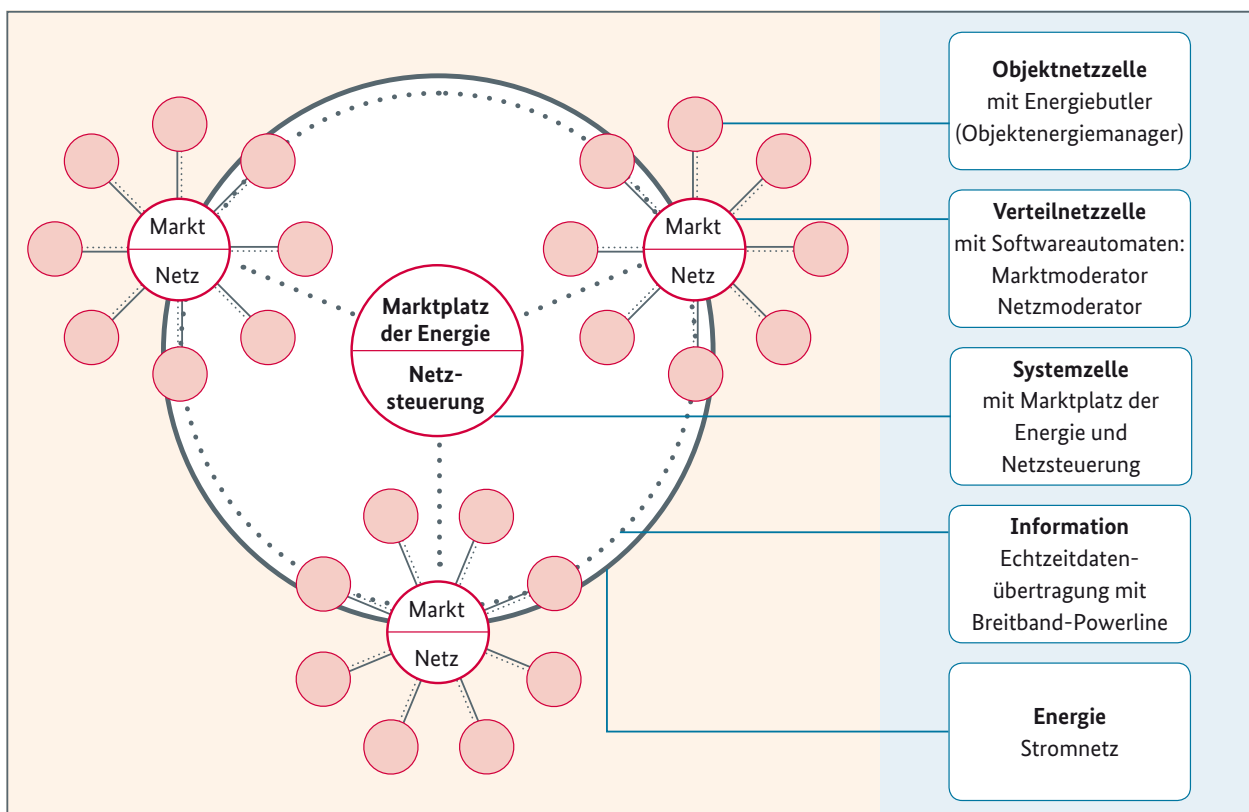 Markt
Netz
Markt
Netz
Marktplatz
der Energie
Netz-
steuerung
Markt
Netz
Objektnetzzelle
mit Energiebutler
(Objektenergiemanager)
Verteilnetzzelle
mit Softwareautomaten:
Marktmoderator
Netzmoderator
Systemzelle
mit Marktplatz der
Energie und
Netzsteuerung
Information
Echtzeitdaten-
übertragung mit
Breitband-Powerline
Energie
Stromnetz